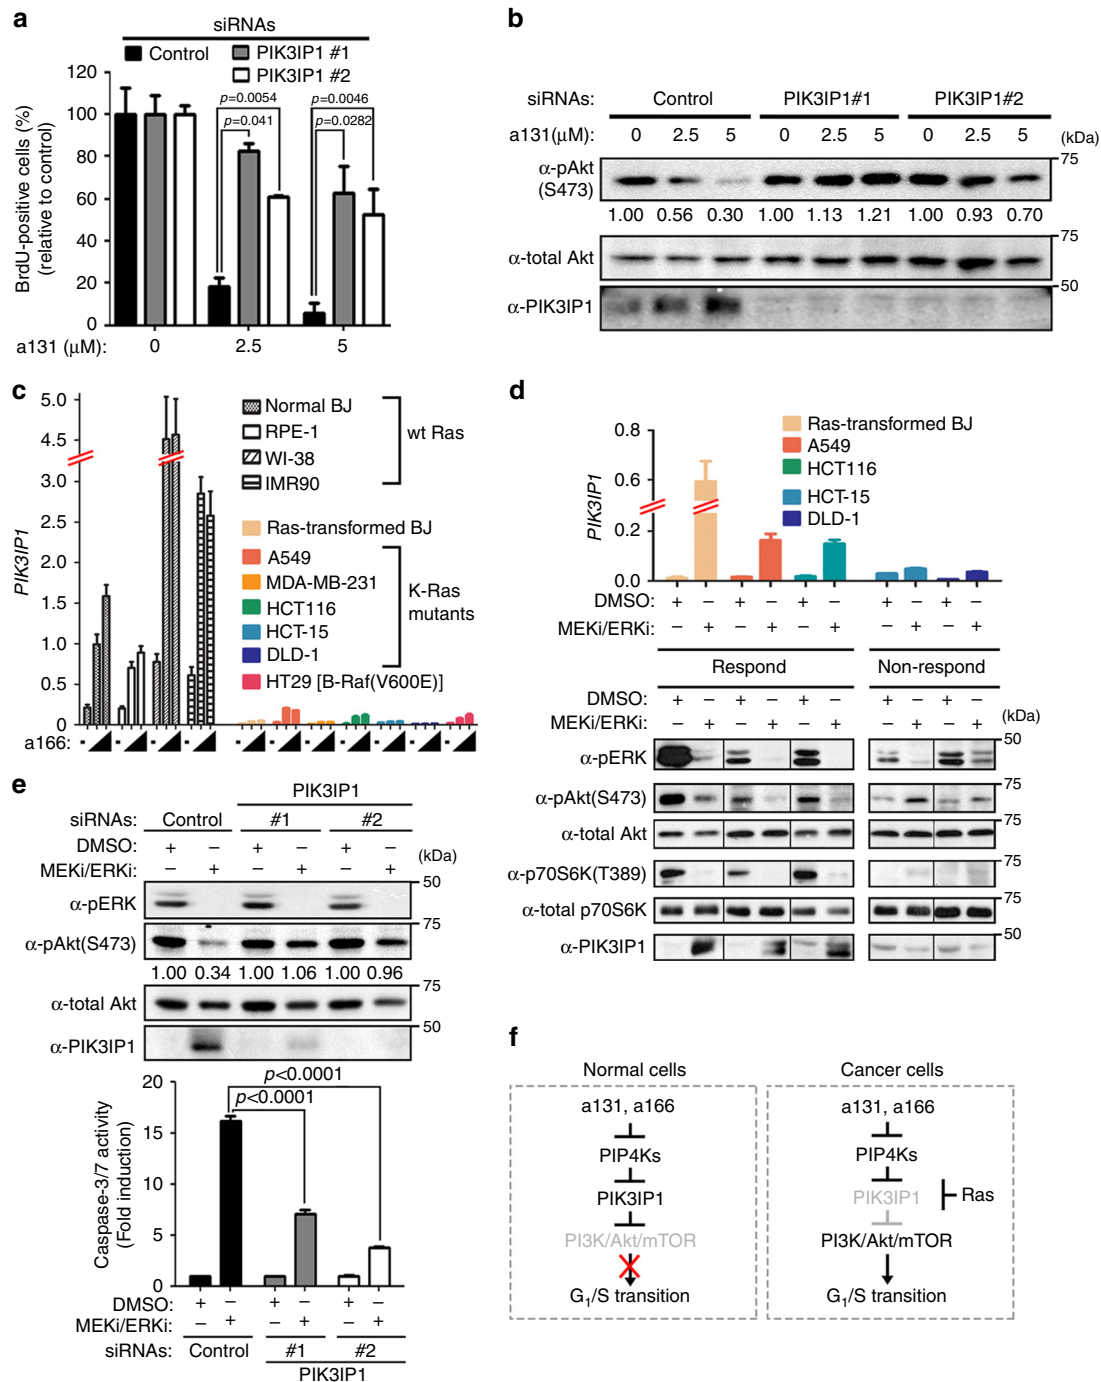 a
siRNAs
Control
PIK3IP1 #1
PIK3IP1 #2
BrdU-positive cells (%)
(relative to control)
120
100
80
60
40
20
0
p=0.0054
p=0.041
p=0.0046
p=0.0282
a131 (μM): 0 2.5 5
b
siRNAs: Control PIK3IP1#1 PIK3IP1#2
a131(μM): 0 2.5 5 0 2.5 5 0 2.5 5 (kDa)
α-pAkt
(S473)
75
1.00 0.56 0.30 1.00 1.13 1.21 1.00 0.93 0.70
α-total Akt
75
α-PIK3IP1
50
c
PIK3IP1
5.0
4.5
3.0
2.0
1.5
1.0
0.5
0
Normal BJ
RPE-1
WI-38
IMR90
wt Ras
Ras-transformed BJ
A549
MDA-MB-231
HCT116
HCT-15
DLD-1
K-Ras
mutants
HT29 [B-Raf(V600E)]
a166: - - - - - - - - - - -
d
PIK3IP1
0.8
0.6
0.2
0.0
Ras-transformed BJ
A549
HCT116
HCT-15
DLD-1
DMSO: + − + − + − + − + −
MEKi/ERKi: − + − + − + − + − +
Respond Non-respond
DMSO: + − + − + − + − + −
MEKi/ERKi: − + − + − + − + − + (kDa)
α-pERK 50
α-pAkt(S473) 75
α-total Akt 75
α-p70S6K(T389) 75
α-total p70S6K 75
α-PIK3IP1 50
e
PIK3IP1
siRNAs: Control #1 #2
DMSO: + − + − + −
MEKi/ERKi: − + − + − + (kDa)
α-pERK 50
α-pAkt(S473) 75
1.00 0.34 1.00 1.06 1.00 0.96
α-total Akt 75
α-PIK3IP1 50
Caspase-3/7 activity
(Fold induction)
20
15
10
5
0
p<0.0001
p<0.0001
DMSO: + − + − + −
MEKi/ERKi: − + − + − +
siRNAs: Control #1 #2
PIK3IP1
f
Normal cells
a131, a166
PIP4Ks
PIK3IP1
PI3K/Akt/mTOR
G1/S transition
Cancer cells
a131, a166
PIP4Ks
PIK3IP1
Ras
PI3K/Akt/mTOR
G1/S transition